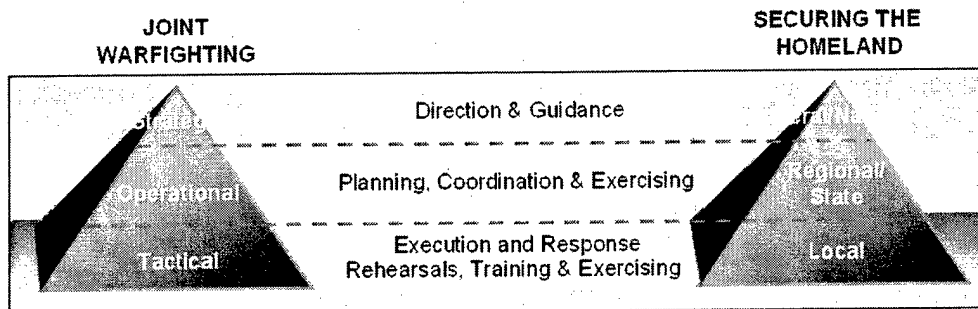 JOINT
WARFIGHTING
SECURING THE
HOMELAND
Direction & Guidance
Operational
Planning, Coordination & Exercising
Regional/
State
Tactical
Execution and Response
Rehearsals, Training & Exercising
Local